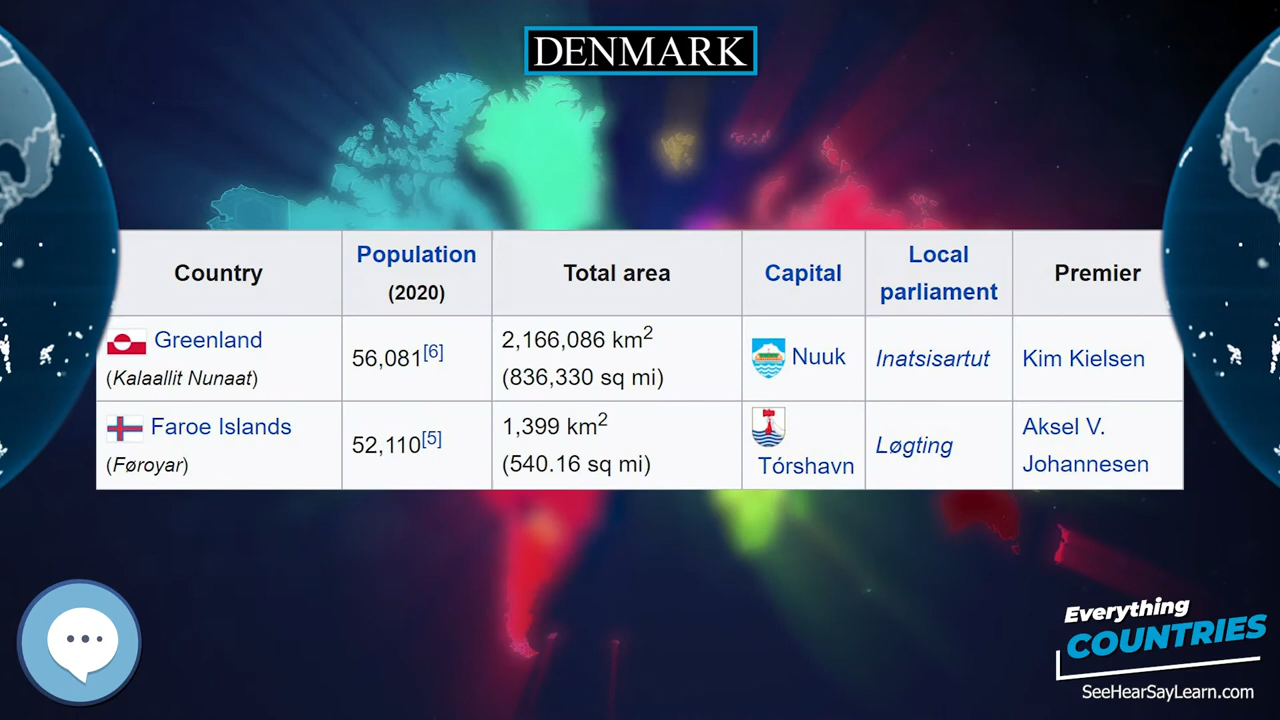 DENMARK
Country
Population
(2020)
Total area
Capital
Local
parliament
Premier
Greenland
(Kalaallit Nunaat)
56,081[6]
2,166,086 km2
(836,330 sq mi)
Nuuk
Inatsisartut
Kim Kielsen
Faroe Islands
(Føroyar)
52,110[5]
1,399 km2
(540.16 sq mi)
Tórshavn
Løgting
Aksel V.
Johannesen
Everything
COUNTRIES
SeeHearSayLearn.com